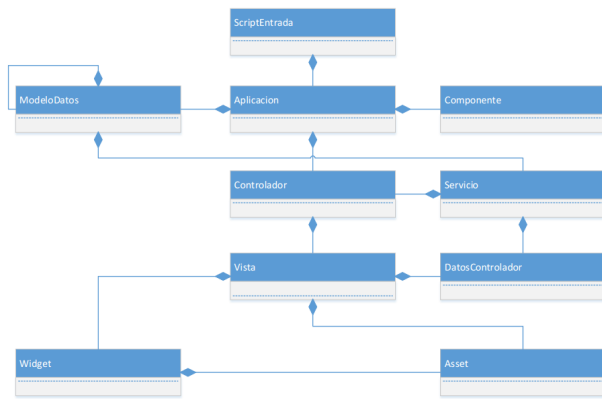 ScriptEntrada
ModeloDatos
Aplicacion
Componente
Controlador
Servicio
Vista
DatosControlador
Widget
Asset